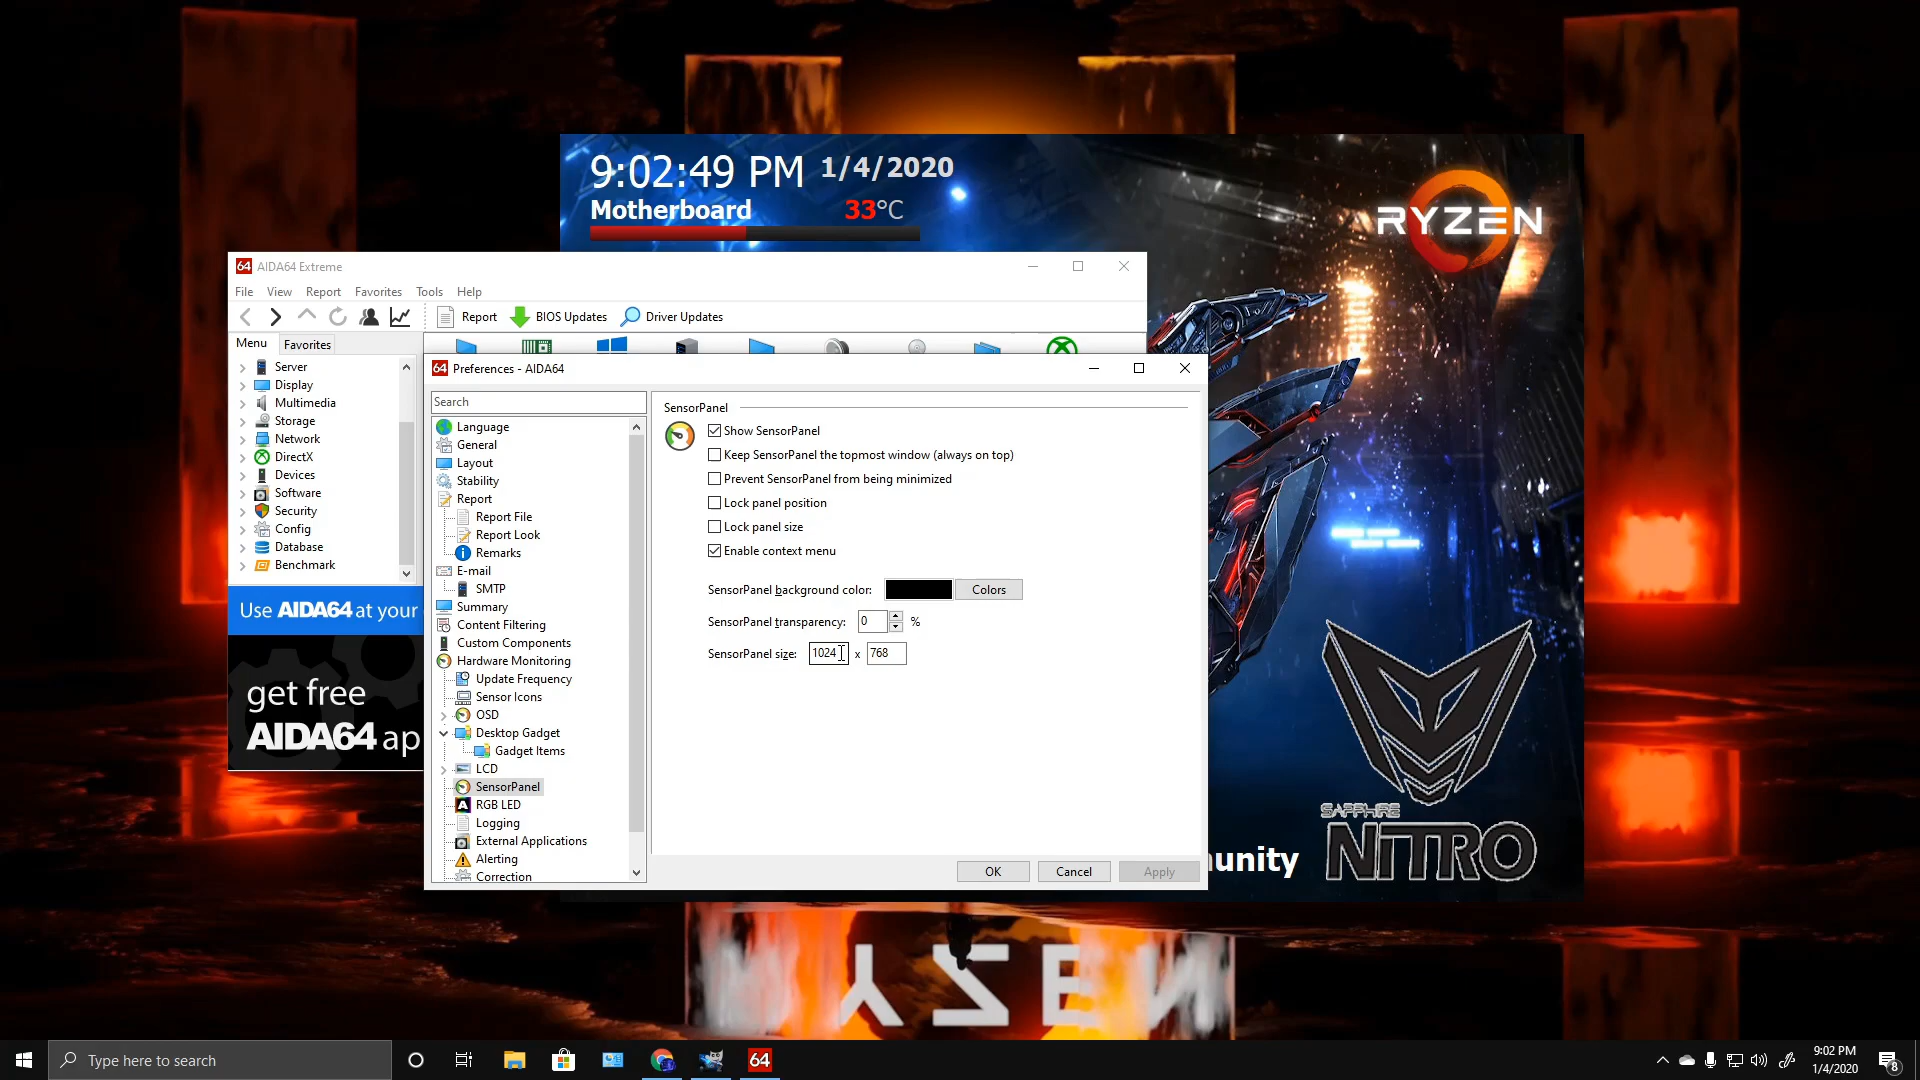 9:02:49 PM 1/4/2020
Motherboard 33°C
RYZEN
64 AIDA64 Extreme
File View Report Favorites Tools Help
Report BIOS Updates Driver Updates
Menu Favorites
Server
Display
Multimedia
Storage
Network
DirectX
Devices
Software
Security
Config
Database
Benchmark
Use AIDA64 at your
get free
AIDA64 ap
64 Preferences - AIDA64
Search
Language
General
Layout
Stability
Report
Report File
Report Look
Remarks
E-mail
SMTP
Summary
Content Filtering
Custom Components
Hardware Monitoring
Update Frequency
Sensor Icons
OSD
Desktop Gadget
Gadget Items
LCD
SensorPanel
RGB LED
Logging
External Applications
Alerting
Correction
SensorPanel
Show SensorPanel
Keep SensorPanel the topmost window (always on top)
Prevent SensorPanel from being minimized
Lock panel position
Lock panel size
Enable context menu
SensorPanel background color: Colors
SensorPanel transparency: 0 %
SensorPanel size: 1024 x 768
OK Cancel Apply
munity
SAPPHIRE
NITRO
RYZEN
Type here to search
64
9:02 PM
1/4/2020
8